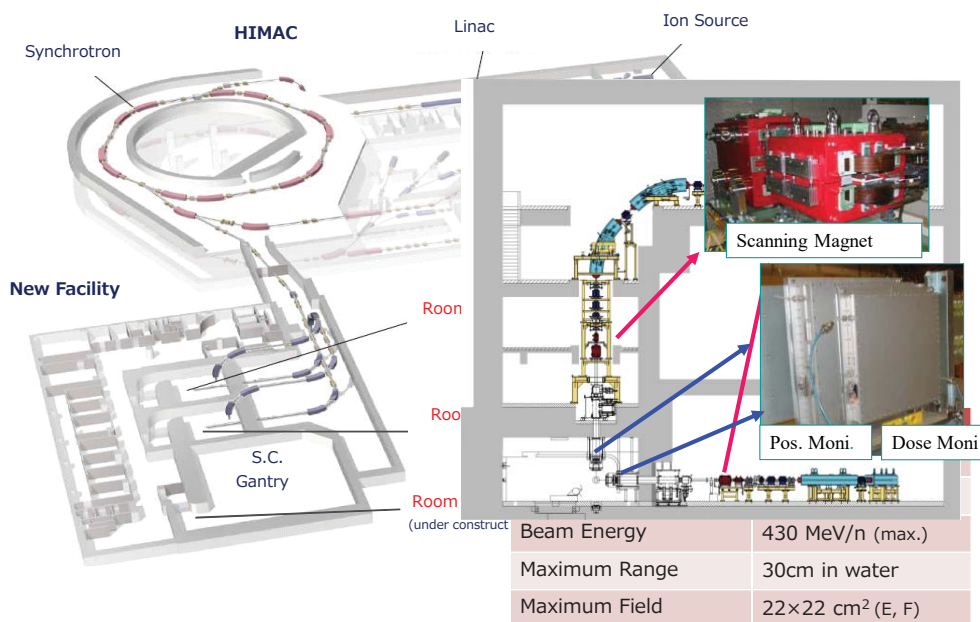 HIMAC
Linac
Ion Source
Synchrotron
Scanning Magnet
New Facility
Roon
Roo
Pos. Moni.
Dose Moni
S.C.
Gantry
Room
(under construct
Beam Energy
430 MeV/n (max.)
Maximum Range
30cm in water
Maximum Field
22×22 cm² (E, F)